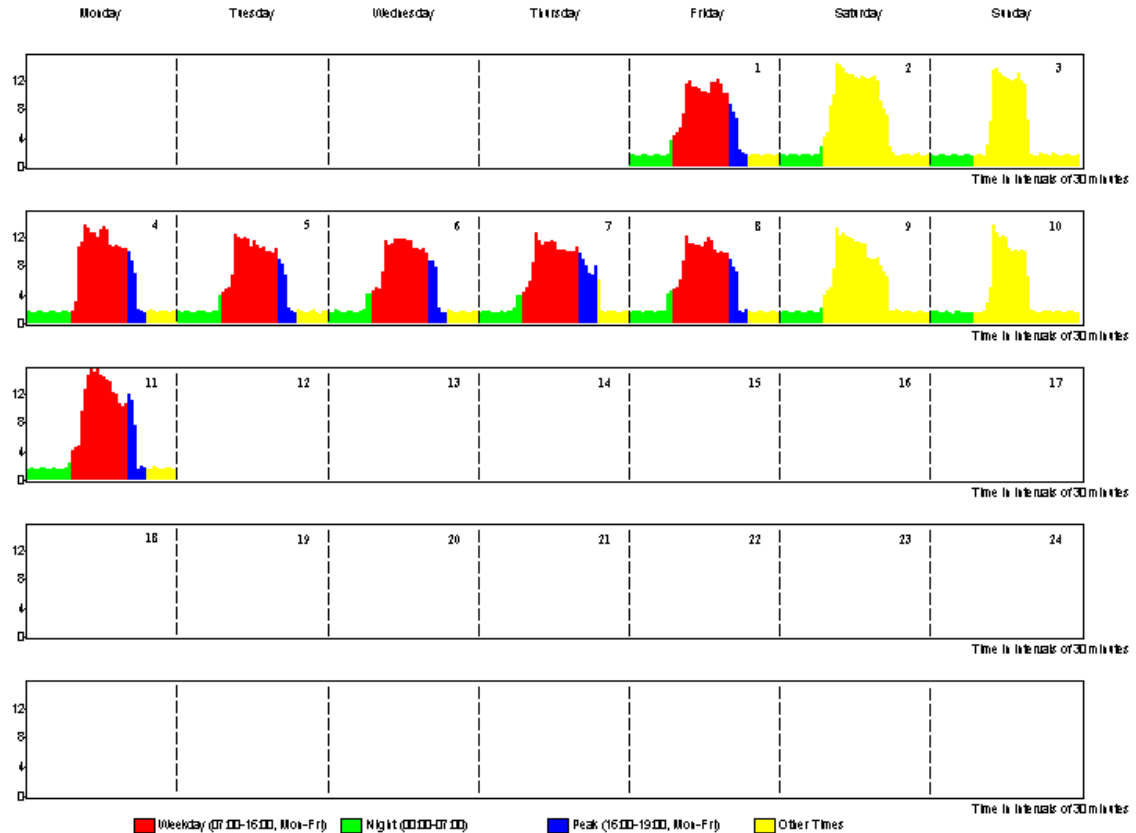 Monday Tuesday Wednesday Thursday Friday Saturday Sunday
12 8 4 0 1 2 3
Time in Intervals of 30 minutes
12 8 4 0 4 5 6 7 8 9 10
Time in Intervals of 30 minutes
12 8 4 0 11 12 13 14 15 16 17
Time in Intervals of 30 minutes
12 8 4 0 18 19 20 21 22 23 24
Time in Intervals of 30 minutes
12 8 4 0
Time in Intervals of 30 minutes
Weekday (07:00-16:00, Mon-Fri) Night (00:00-07:00) Peak (16:00-19:00, Mon-Fri) Other Times